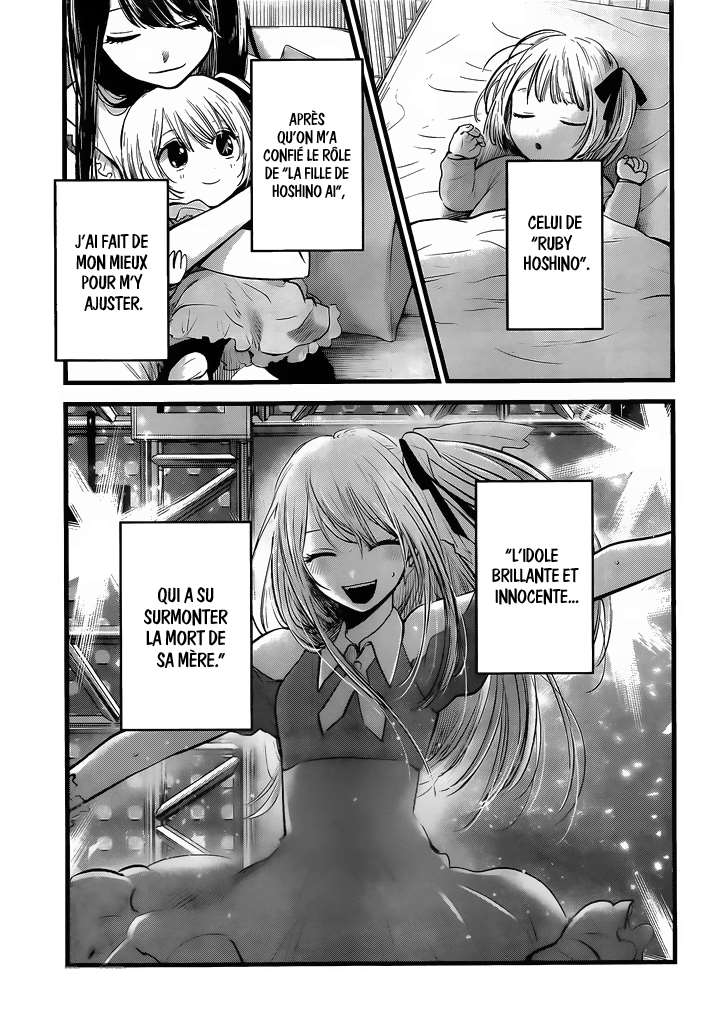 CELUI DE
"RUBY
HOSHINO".
APRÈS
QU'ON M'A
CONFIÉ LE RÔLE
DE "LA FILLE DE
HOSHINO AI",
J'AI FAIT DE
MON MIEUX
POUR M'Y
AJUSTER.
"L'IDOLE
BRILLANTE ET
INNOCENTE...
QUI A SU
SURMONTER
LA MORT DE
SA MÈRE."